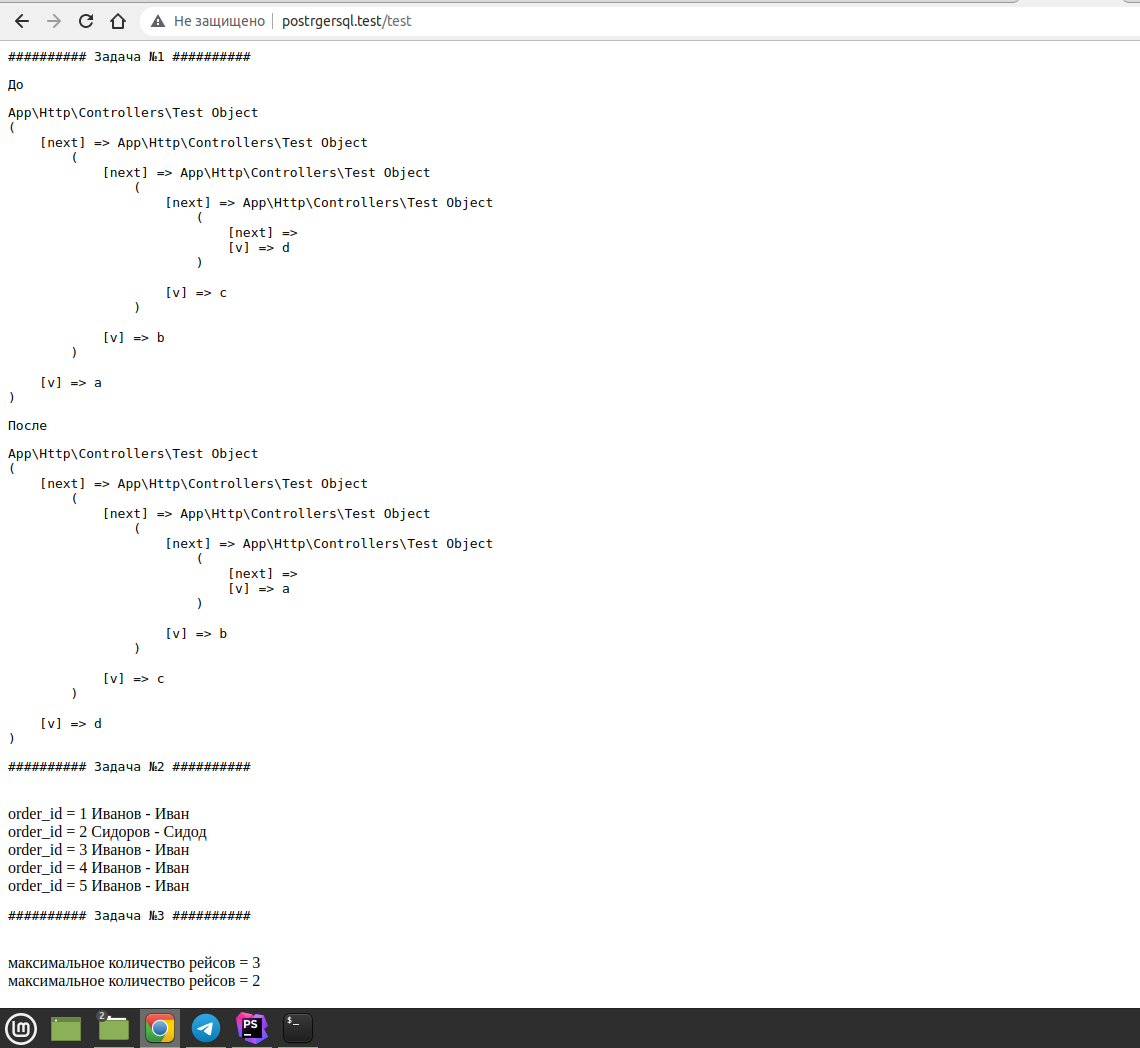 Не защищено postrgersql.test/test
########## Задача №1 ##########
До
App\Http\Controllers\Test Object
(
    [next] => App\Http\Controllers\Test Object
        (
            [next] => App\Http\Controllers\Test Object
                (
                    [next] => App\Http\Controllers\Test Object
                        (
                            [next] =>
                            [v] => d
                        )
                    [v] => c
                )
            [v] => b
        )
    [v] => a
)
После
App\Http\Controllers\Test Object
(
    [next] => App\Http\Controllers\Test Object
        (
            [next] => App\Http\Controllers\Test Object
                (
                    [next] => App\Http\Controllers\Test Object
                        (
                            [next] =>
                            [v] => a
                        )
                    [v] => b
                )
            [v] => c
        )
    [v] => d
)
########## Задача №2 ##########
order_id = 1 Иванов - Иван
order_id = 2 Сидоров - Сидод
order_id = 3 Иванов - Иван
order_id = 4 Иванов - Иван
order_id = 5 Иванов - Иван
########## Задача №3 ##########
максимальное количество рейсов = 3
максимальное количество рейсов = 2
2
PS
$_